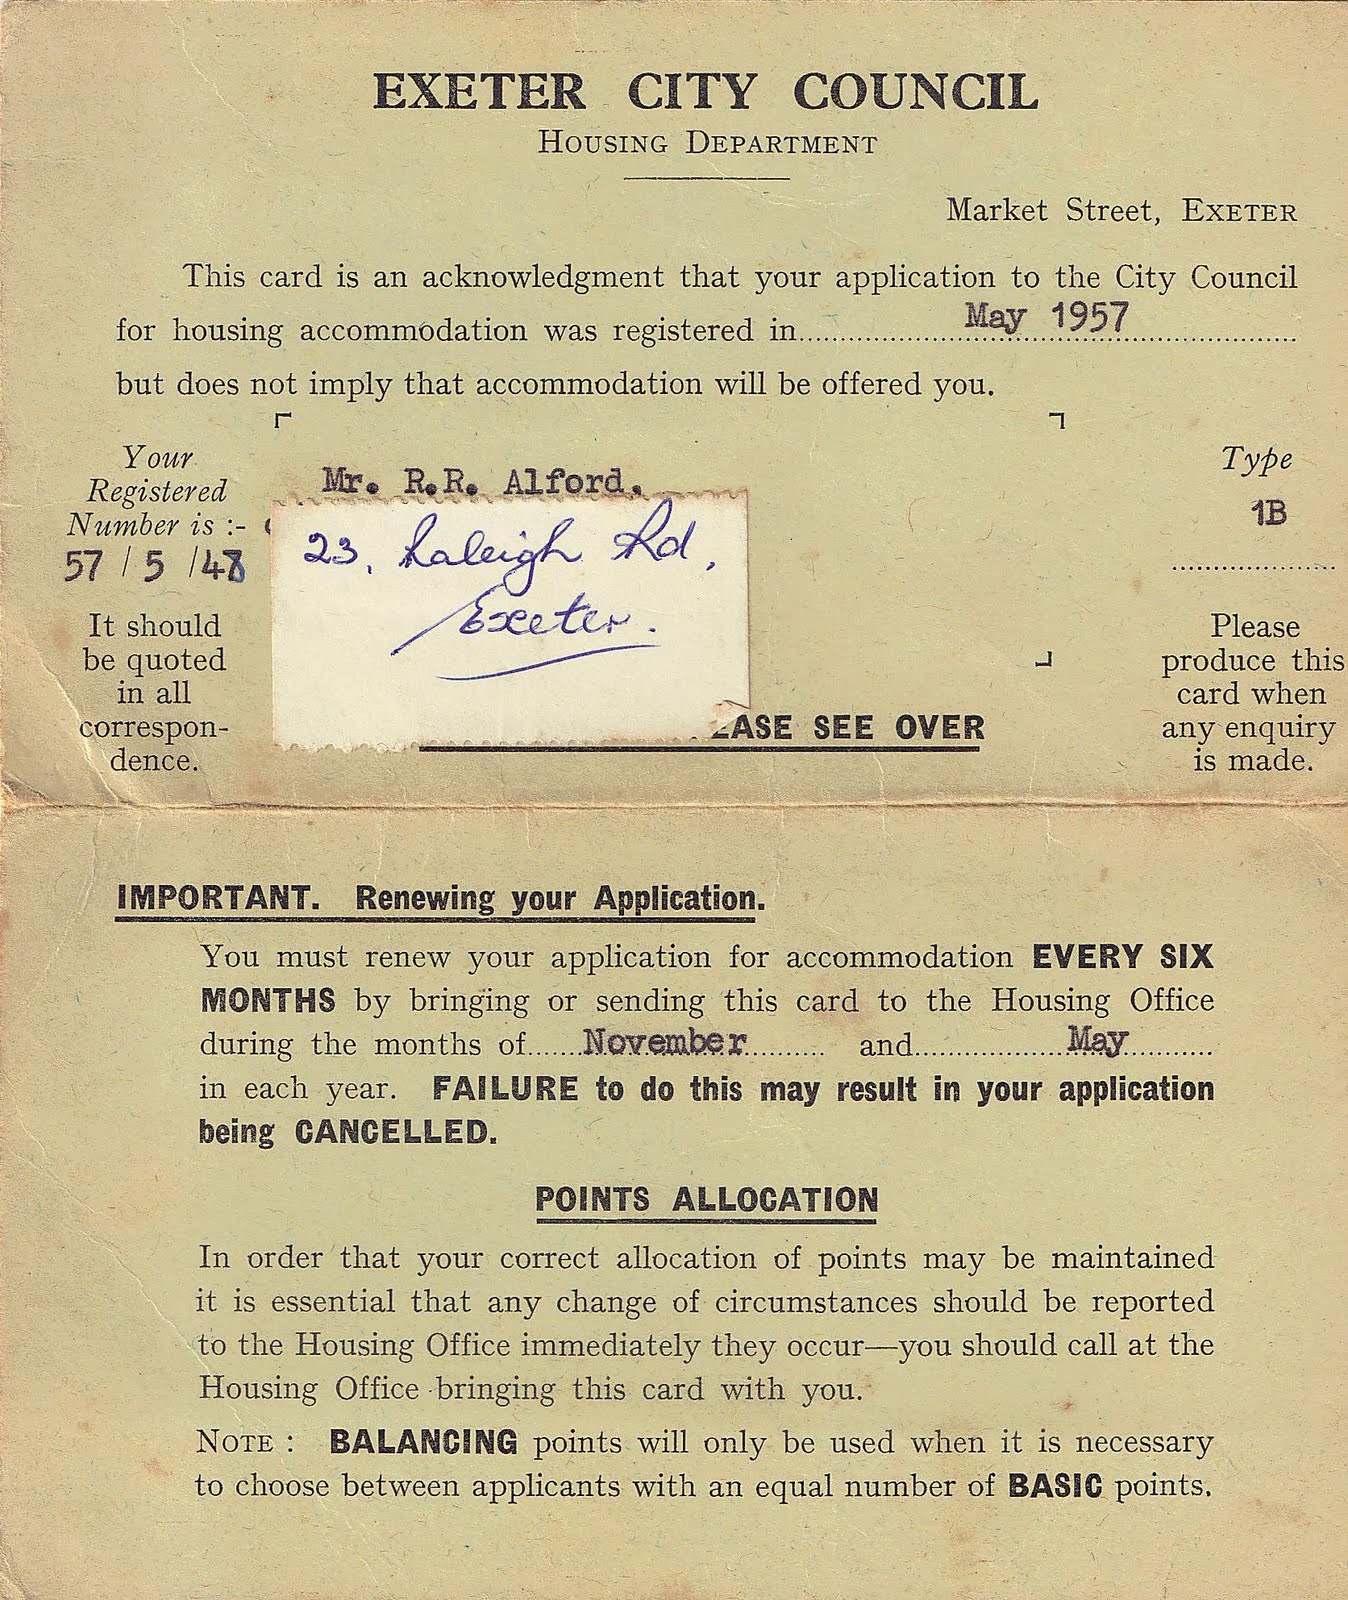 EXETER CITY COUNCIL
HOUSING DEPARTMENT
Market Street, EXETER
This card is an acknowledgment that your application to the City Council
for housing accommodation was registered in May 1957
but does not imply that accommodation will be offered you.
Your
Registered
Number is :-
57 / 5 / 48
It should
be quoted
in all
correspon-
dence.
Mr. R.R. Alford.
23, Raleigh Rd,
Exeter.
EASE SEE OVER
Type
1B
Please
produce this
card when
any enquiry
is made.
IMPORTANT. Renewing your Application.
You must renew your application for accommodation EVERY SIX
MONTHS by bringing or sending this card to the Housing Office
during the months of November and May
in each year. FAILURE to do this may result in your application
being CANCELLED.
POINTS ALLOCATION
In order that your correct allocation of points may be maintained
it is essential that any change of circumstances should be reported
to the Housing Office immediately they occur—you should call at the
Housing Office bringing this card with you.
NOTE : BALANCING points will only be used when it is necessary
to choose between applicants with an equal number of BASIC points.